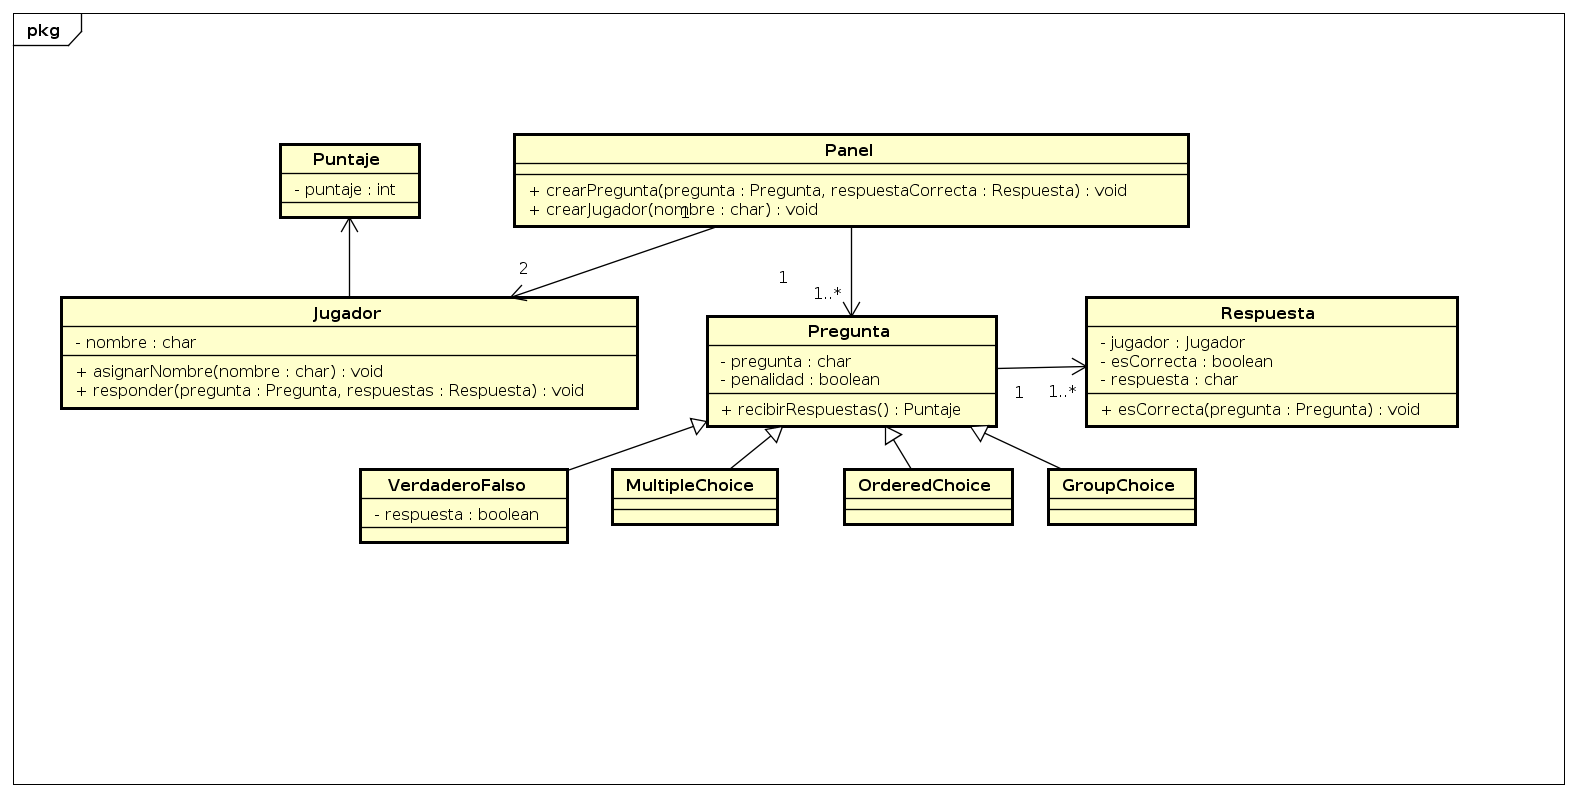 pkg
Puntaje
- puntaje : int
Panel
+ crearPregunta(pregunta : Pregunta, respuestaCorrecta : Respuesta) : void
+ crearJugador(nombre : char) : void
1
2
1
1..*
Jugador
- nombre : char
+ asignarNombre(nombre : char) : void
+ responder(pregunta : Pregunta, respuestas : Respuesta) : void
Pregunta
- pregunta : char
- penalidad : boolean
+ recibirRespuestas() : Puntaje
1
1..*
Respuesta
- jugador : Jugador
- esCorrecta : boolean
- respuesta : char
+ esCorrecta(pregunta : Pregunta) : void
VerdaderoFalso
- respuesta : boolean
MultipleChoice
OrderedChoice
GroupChoice